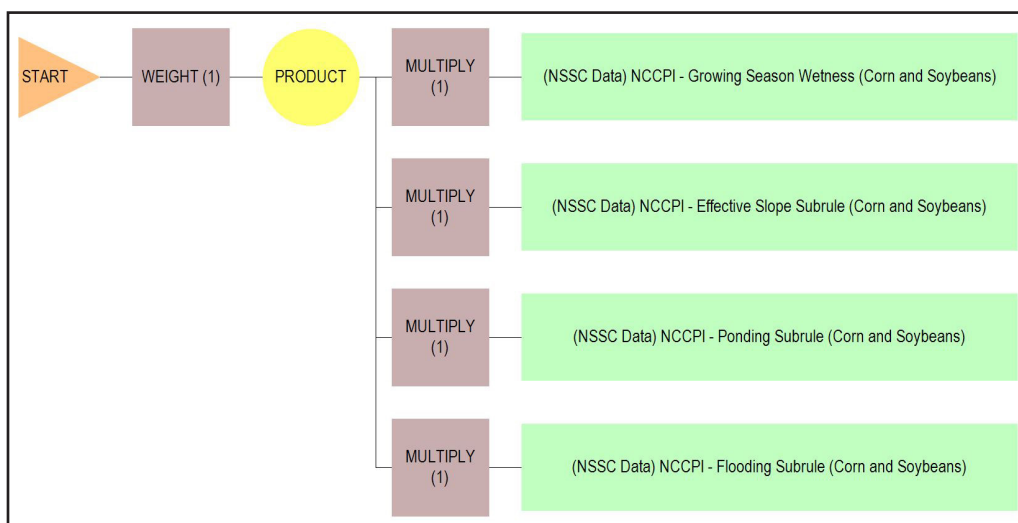 START
WEIGHT (1)
PRODUCT
MULTIPLY
(1)
(NSSC Data) NCCPI - Growing Season Wetness (Corn and Soybeans)
MULTIPLY
(1)
(NSSC Data) NCCPI - Effective Slope Subrule (Corn and Soybeans)
MULTIPLY
(1)
(NSSC Data) NCCPI - Ponding Subrule (Corn and Soybeans)
MULTIPLY
(1)
(NSSC Data) NCCPI - Flooding Subrule (Corn and Soybeans)